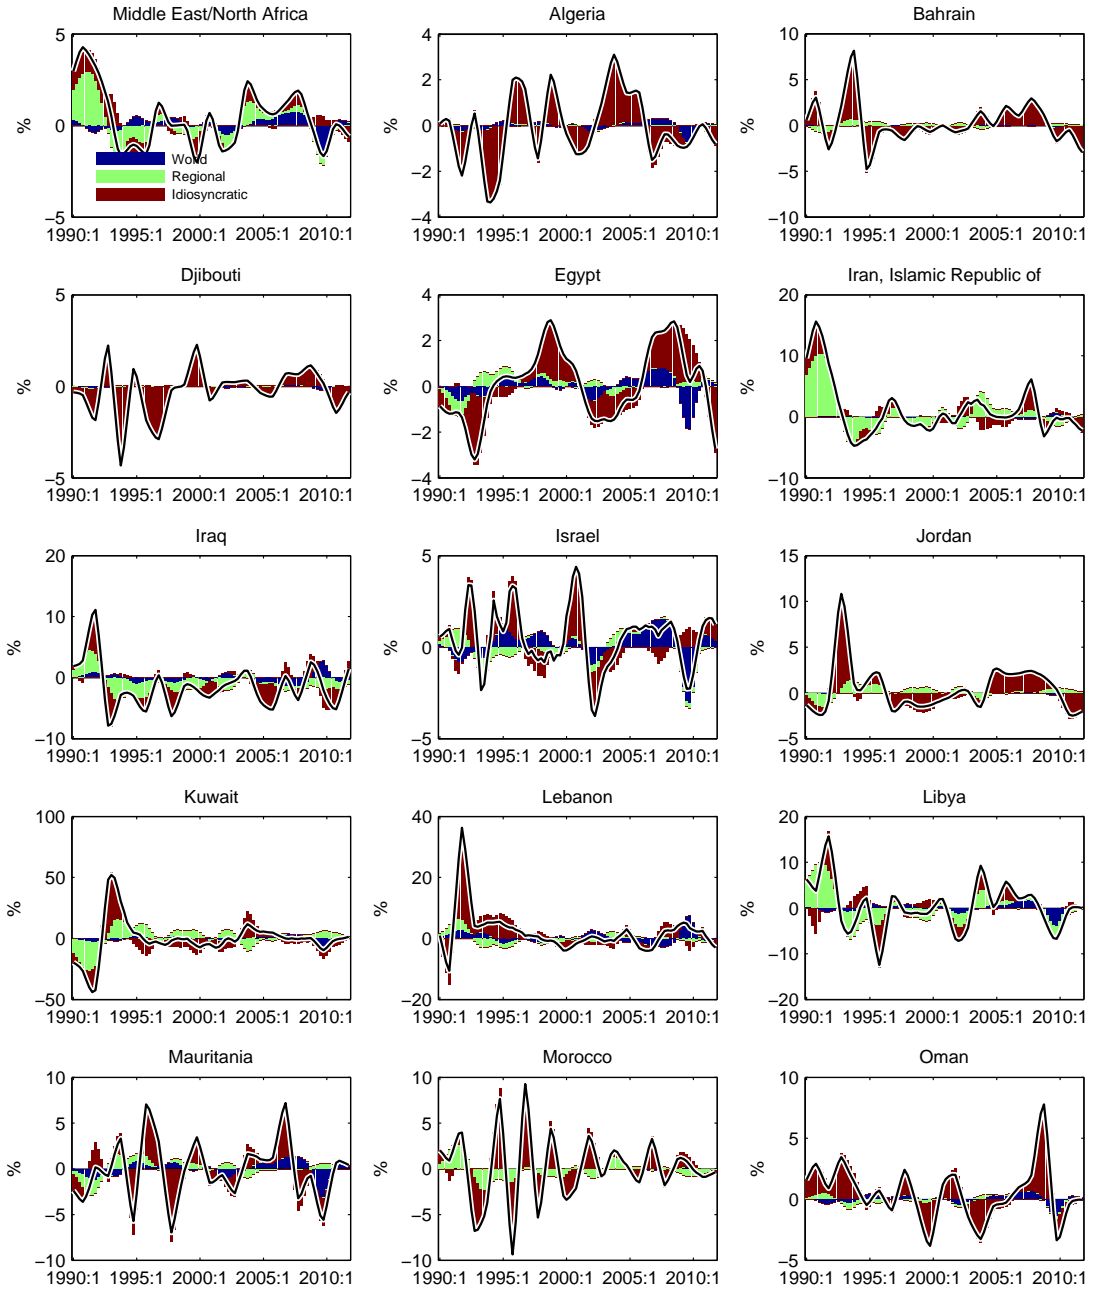 Middle East/North Africa
5
0
−5
%
World
Regional
Idiosyncratic
1990:1 1995:1 2000:1 2005:1 2010:1
Algeria
4
2
0
−2
−4
%
1990:1 1995:1 2000:1 2005:1 2010:1
Bahrain
10
5
0
−5
−10
%
1990:1 1995:1 2000:1 2005:1 2010:1
Djibouti
5
0
−5
%
1990:1 1995:1 2000:1 2005:1 2010:1
Egypt
4
2
0
−2
−4
%
1990:1 1995:1 2000:1 2005:1 2010:1
Iran, Islamic Republic of
20
10
0
−10
%
1990:1 1995:1 2000:1 2005:1 2010:1
Iraq
20
10
0
−10
%
1990:1 1995:1 2000:1 2005:1 2010:1
Israel
5
0
−5
%
1990:1 1995:1 2000:1 2005:1 2010:1
Jordan
15
10
5
0
−5
%
1990:1 1995:1 2000:1 2005:1 2010:1
Kuwait
100
50
0
−50
%
1990:1 1995:1 2000:1 2005:1 2010:1
Lebanon
40
20
0
−20
%
1990:1 1995:1 2000:1 2005:1 2010:1
Libya
20
10
0
−10
−20
%
1990:1 1995:1 2000:1 2005:1 2010:1
Mauritania
10
5
0
−5
−10
%
1990:1 1995:1 2000:1 2005:1 2010:1
Morocco
10
5
0
−5
−10
%
1990:1 1995:1 2000:1 2005:1 2010:1
Oman
10
5
0
−5
%
1990:1 1995:1 2000:1 2005:1 2010:1